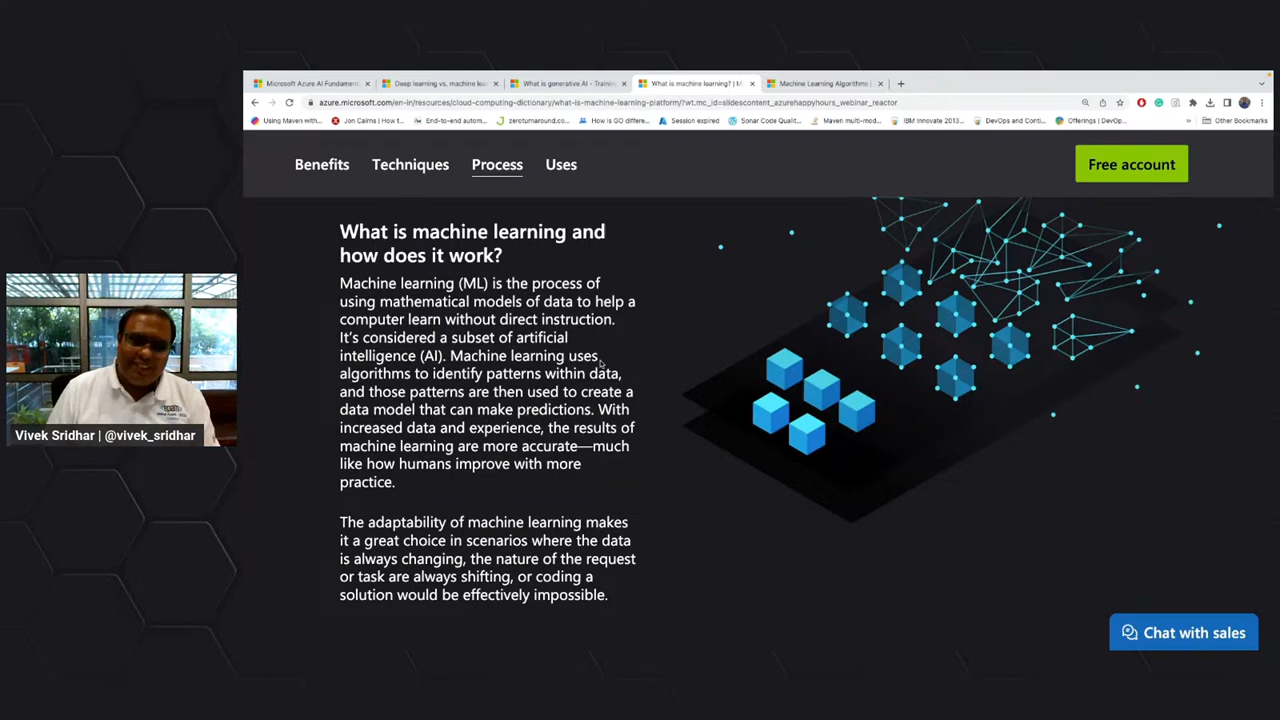 Microsoft Azure AI Fundament
Deep learning vs. machine lea
What is generative AI - Training
What is machine learning? | M
Machine Learning Algorithms |
azure.microsoft.com/en-in/resources/cloud-computing-dictionary/what-is-machine-learning-platform/?wt.mc_id=slidescontent_azurehappyhours_webinar_reactor
Using Maven with...
Jon Cairns | How t...
End-to-end autom...
zeroturnaround.co...
How is GO differe...
Session expired
Sonar Code Qualit...
Maven multi-mod...
IBM Innovate 2013...
DevOps and Conti...
Offerings | DevOp...
Other Bookmarks
Benefits
Techniques
Process
Uses
Free account
What is machine learning and
how does it work?
Machine learning (ML) is the process of
using mathematical models of data to help a
computer learn without direct instruction.
It's considered a subset of artificial
intelligence (AI). Machine learning uses
algorithms to identify patterns within data,
and those patterns are then used to create a
data model that can make predictions. With
increased data and experience, the results of
machine learning are more accurate—much
like how humans improve with more
practice.
The adaptability of machine learning makes
it a great choice in scenarios where the data
is always changing, the nature of the request
or task are always shifting, or coding a
solution would be effectively impossible.
Vivek Sridhar | @vivek_sridhar
Chat with sales